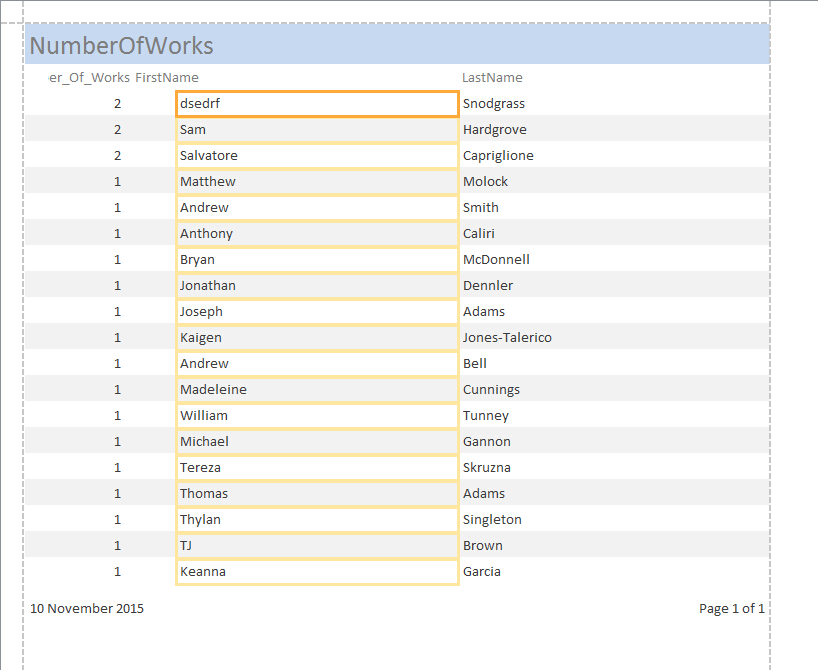 NumberOfWorks
er_Of_Works FirstName LastName
2 dsedrf Snodgrass
2 Sam Hardgrove
2 Salvatore Capriglione
1 Matthew Molock
1 Andrew Smith
1 Anthony Caliri
1 Bryan McDonnell
1 Jonathan Dennler
1 Joseph Adams
1 Kaigen Jones-Talerico
1 Andrew Bell
1 Madeleine Cunnings
1 William Tunney
1 Michael Gannon
1 Tereza Skruzna
1 Thomas Adams
1 Thylan Singleton
1 TJ Brown
1 Keanna Garcia
10 November 2015 Page 1 of 1